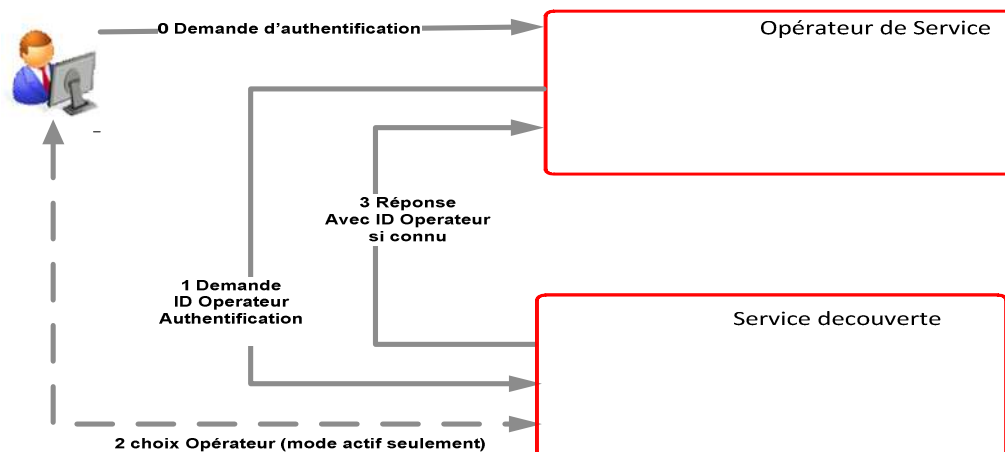 0 Demande d'authentification
Opérateur de Service
3 Réponse
Avec ID Operateur
si connu
1 Demande
ID Operateur
Authentification
Service decouverte
2 choix Opérateur (mode actif seulement)